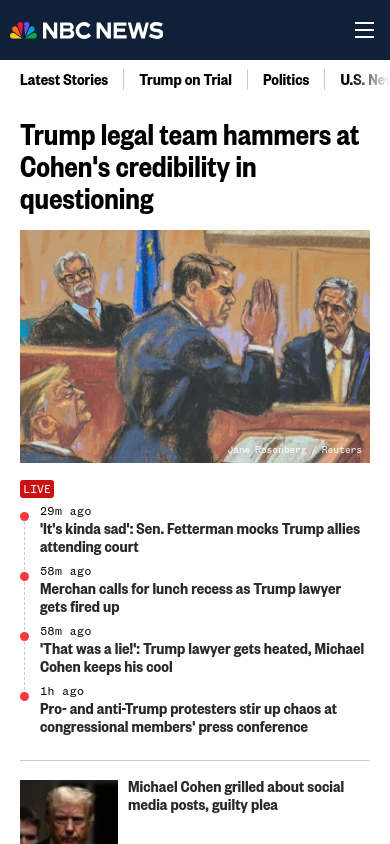 NBC NEWS
Latest Stories
Trump on Trial
Politics
U.S. Ne
Trump legal team hammers at
Cohen's credibility in
questioning
Jane Rosenberg / Reuters
LIVE
29m ago
'It's kinda sad': Sen. Fetterman mocks Trump allies
attending court
58m ago
Merchan calls for lunch recess as Trump lawyer
gets fired up
58m ago
'That was a lie!': Trump lawyer gets heated, Michael
Cohen keeps his cool
1h ago
Pro- and anti-Trump protesters stir up chaos at
congressional members' press conference
Michael Cohen grilled about social
media posts, guilty plea